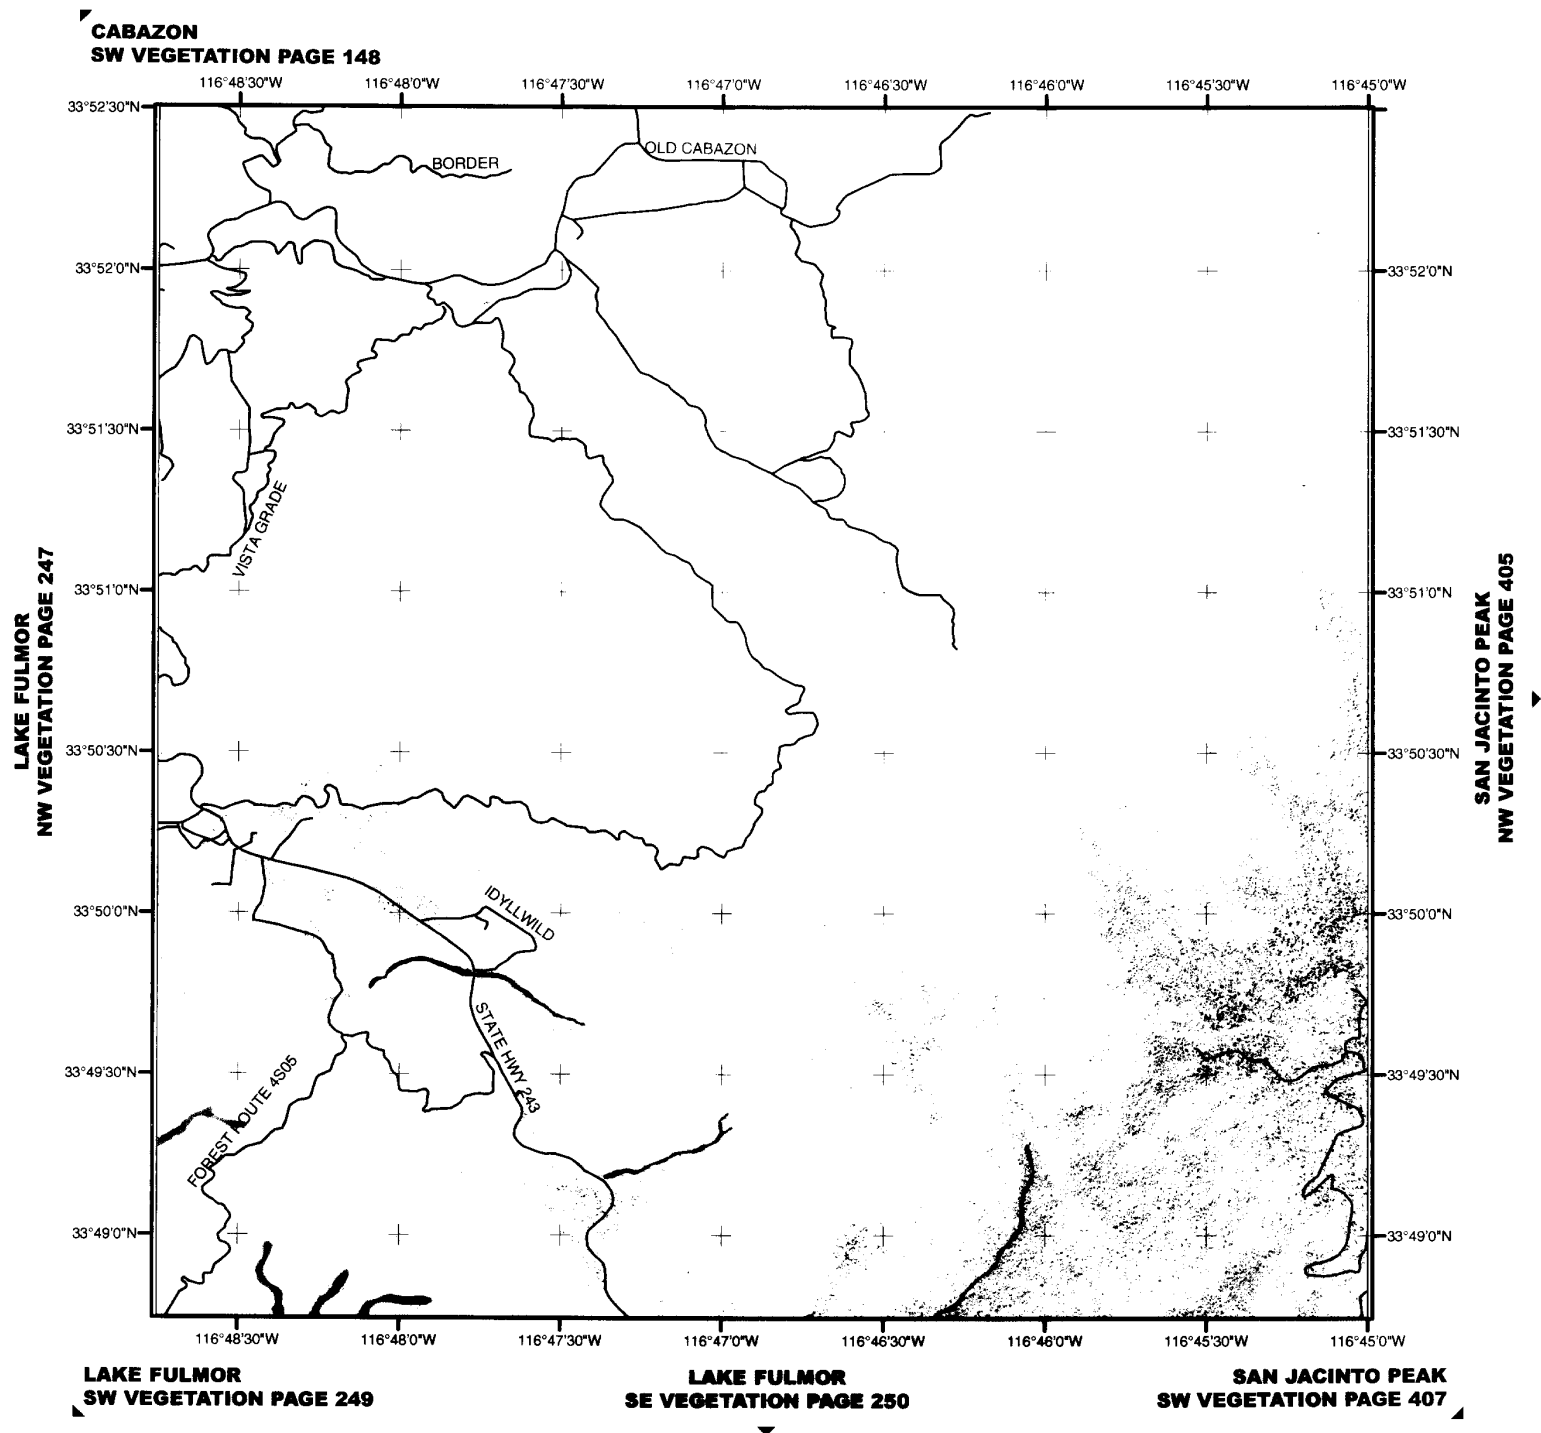 CABAZON
SW VEGETATION PAGE 148
116°48'30"W 116°48'0"W 116°47'30"W 116°47'0"W 116°46'30"W 116°46'0"W 116°45'30"W 116°45'0"W
33°52'30"N
OLD CABAZON
BORDER
33°52'0"N 33°52'0"N
33°51'30"N 33°51'30"N
VISTA GRADE
33°51'0"N 33°51'0"N
LAKE FULMOR
NW VEGETATION PAGE 247
SAN JACINTO PEAK
NW VEGETATION PAGE 405
33°50'30"N 33°50'30"N
IDYLLWILD
33°50'0"N 33°50'0"N
STATE HWY 243
33°49'30"N 33°49'30"N
FOREST ROUTE 4S05
33°49'0"N 33°49'0"N
116°48'30"W 116°48'0"W 116°47'30"W 116°47'0"W 116°46'30"W 116°46'0"W 116°45'30"W 116°45'0"W
LAKE FULMOR
SW VEGETATION PAGE 249
LAKE FULMOR
SE VEGETATION PAGE 250
SAN JACINTO PEAK
SW VEGETATION PAGE 407